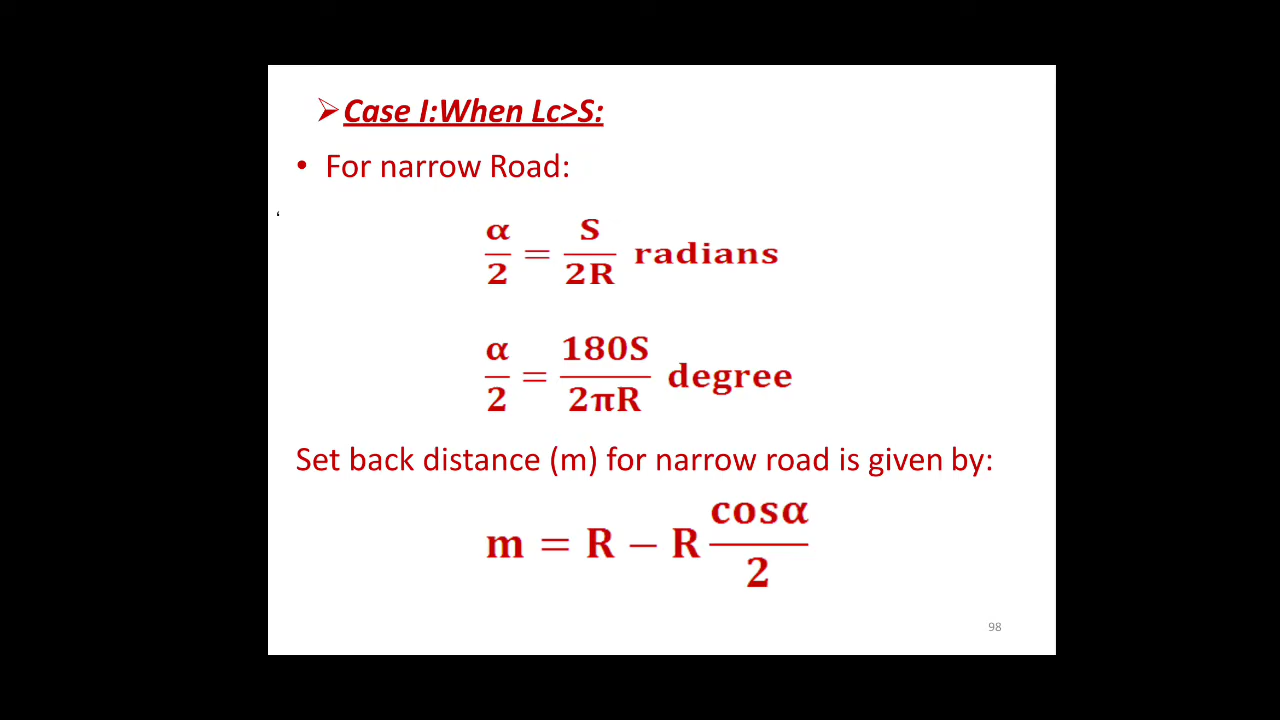 ➢Case I:When Lc>S:
• For narrow Road:
‘
α/2 = S/2R radians
α/2 = 180S/2πR degree
Set back distance (m) for narrow road is given by:
m = R − R cosα/2
98